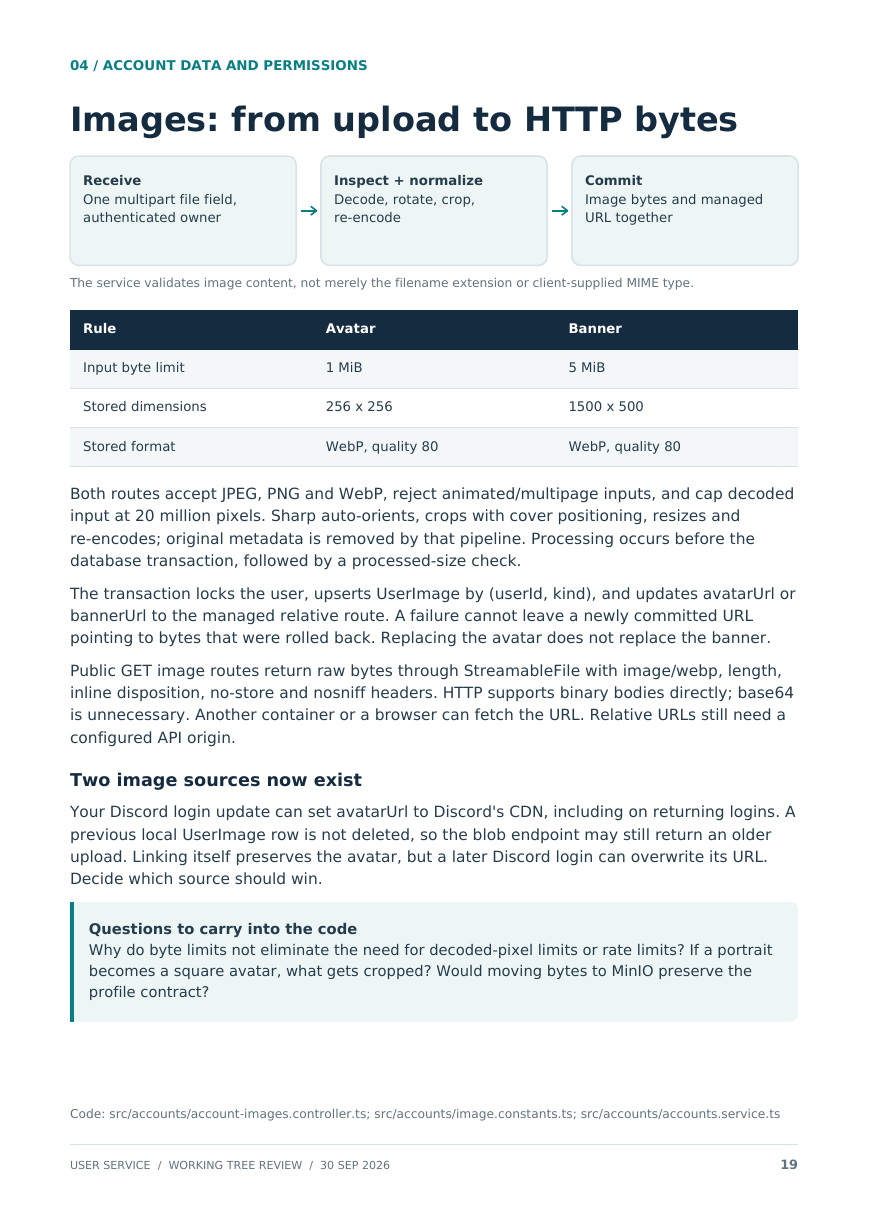 04 / ACCOUNT DATA AND PERMISSIONS
Images: from upload to HTTP bytes
Receive
One multipart file field,
authenticated owner
Inspect + normalize
Decode, rotate, crop,
re-encode
Commit
Image bytes and managed
URL together
The service validates image content, not merely the filename extension or client-supplied MIME type.
Rule Avatar Banner
Input byte limit 1 MiB 5 MiB
Stored dimensions 256 x 256 1500 x 500
Stored format WebP, quality 80 WebP, quality 80
Both routes accept JPEG, PNG and WebP, reject animated/multipage inputs, and cap decoded
input at 20 million pixels. Sharp auto-orients, crops with cover positioning, resizes and
re-encodes; original metadata is removed by that pipeline. Processing occurs before the
database transaction, followed by a processed-size check.
The transaction locks the user, upserts UserImage by (userId, kind), and updates avatarUrl or
bannerUrl to the managed relative route. A failure cannot leave a newly committed URL
pointing to bytes that were rolled back. Replacing the avatar does not replace the banner.
Public GET image routes return raw bytes through StreamableFile with image/webp, length,
inline disposition, no-store and nosniff headers. HTTP supports binary bodies directly; base64
is unnecessary. Another container or a browser can fetch the URL. Relative URLs still need a
configured API origin.
Two image sources now exist
Your Discord login update can set avatarUrl to Discord's CDN, including on returning logins. A
previous local UserImage row is not deleted, so the blob endpoint may still return an older
upload. Linking itself preserves the avatar, but a later Discord login can overwrite its URL.
Decide which source should win.
Questions to carry into the code
Why do byte limits not eliminate the need for decoded-pixel limits or rate limits? If a portrait
becomes a square avatar, what gets cropped? Would moving bytes to MinIO preserve the
profile contract?
Code: src/accounts/account-images.controller.ts; src/accounts/image.constants.ts; src/accounts/accounts.service.ts
USER SERVICE / WORKING TREE REVIEW / 30 SEP 2026 19